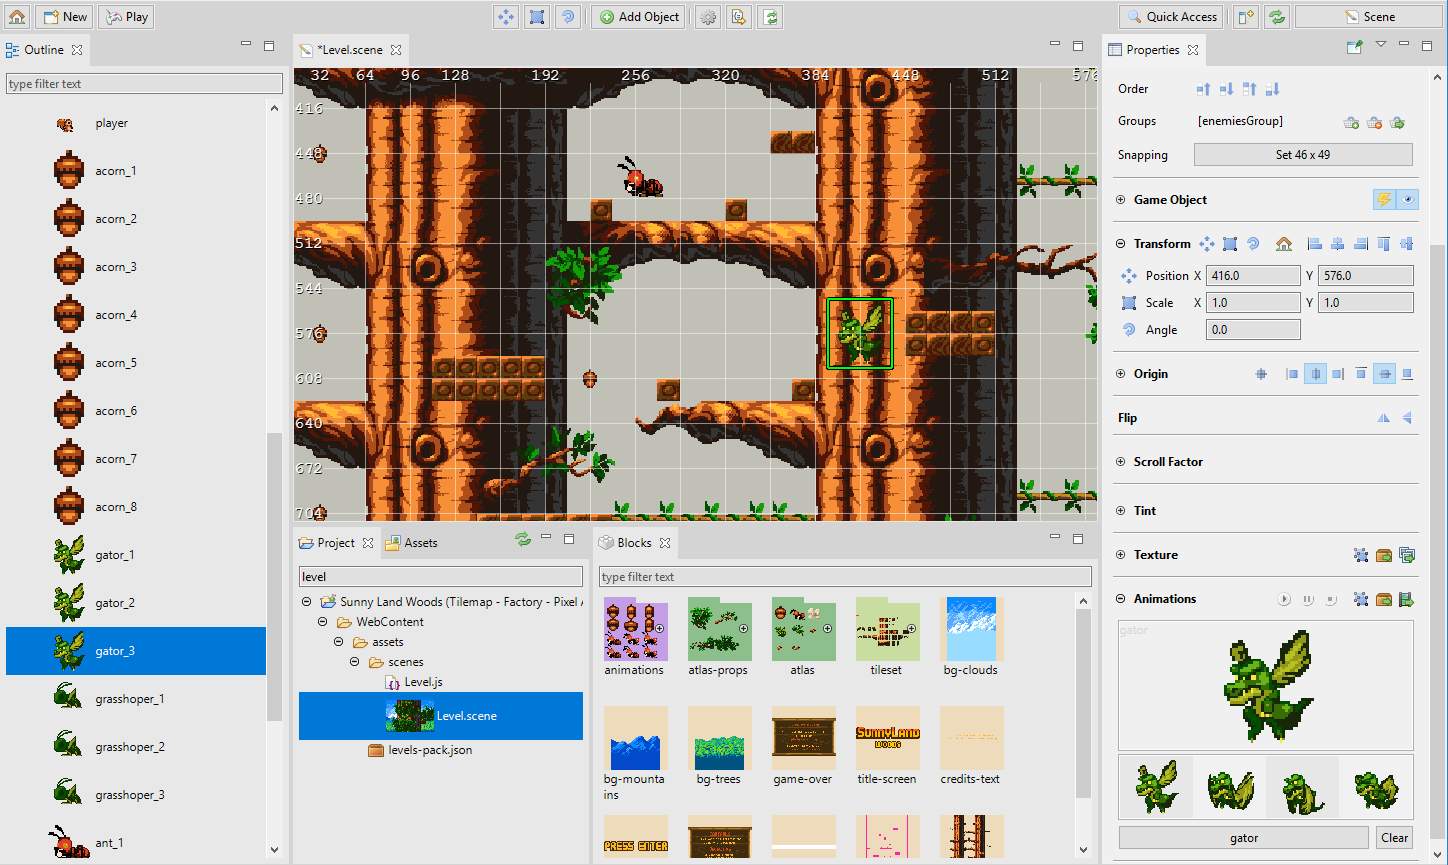 New
Play
Add Object
Quick Access
Scene
Outline
type filter text
player
acorn_1
acorn_2
acorn_3
acorn_4
acorn_5
acorn_6
acorn_7
acorn_8
gator_1
gator_2
gator_3
grasshoper_1
grasshoper_2
grasshoper_3
ant_1
*Level.scene
32 64 96 128 192 256 320 384 448 512 576
416
448
480
512
544
576
608
640
672
704
Project
Assets
level
Sunny Land Woods (Tilemap - Factory - Pixel
WebContent
assets
scenes
Level.js
Level.scene
levels-pack.json
Blocks
type filter text
animations
atlas-props
atlas
tileset
bg-clouds
bg-mounta
ins
bg-trees
game-over
SUNNYLAND
WOODS
title-screen
credits-text
PRESS ENTER
Properties
Order
Groups [enemiesGroup]
Snapping Set 46 x 49
Game Object
Transform
Position X 416.0 Y 576.0
Scale X 1.0 Y 1.0
Angle 0.0
Origin
Flip
Scroll Factor
Tint
Texture
Animations
gator
gator
Clear